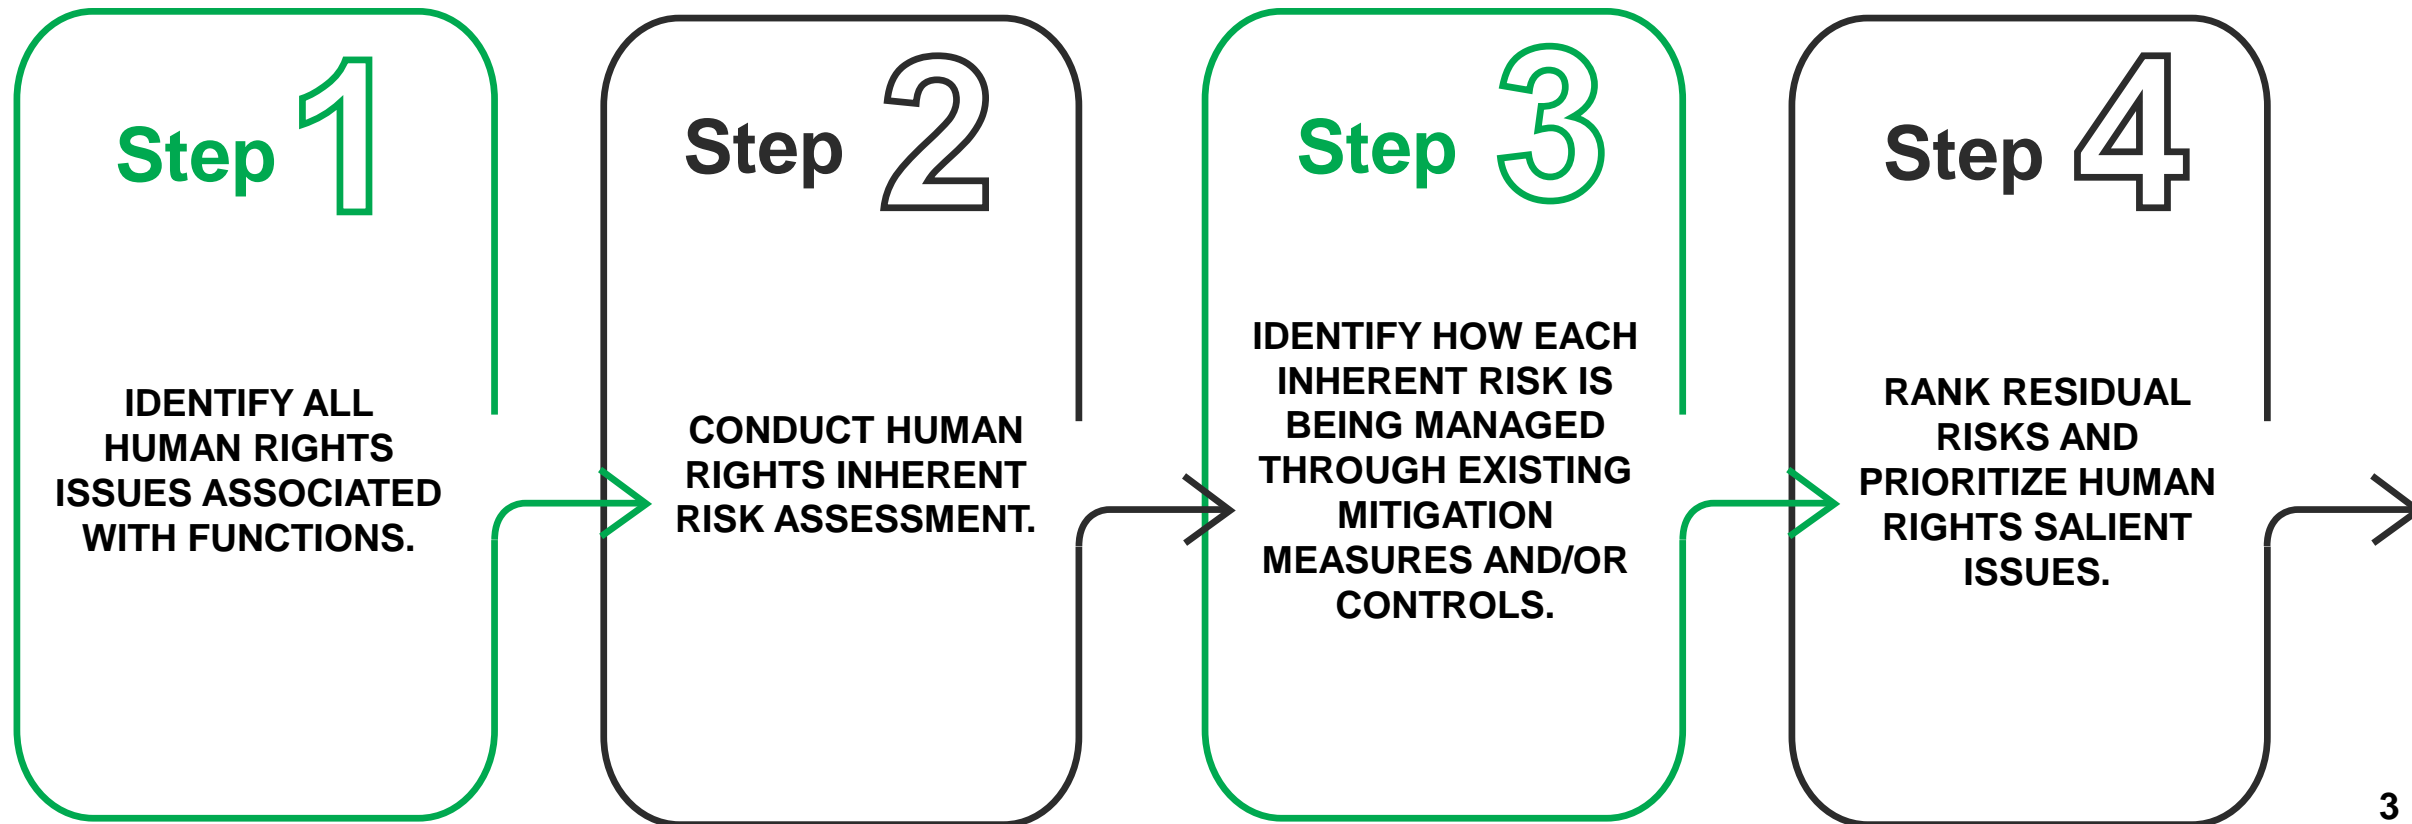 Step 1
IDENTIFY ALL
HUMAN RIGHTS
ISSUES ASSOCIATED
WITH FUNCTIONS.
Step 2
CONDUCT HUMAN
RIGHTS INHERENT
RISK ASSESSMENT.
Step 3
IDENTIFY HOW EACH
INHERENT RISK IS
BEING MANAGED
THROUGH EXISTING
MITIGATION
MEASURES AND/OR
CONTROLS.
Step 4
RANK RESIDUAL
RISKS AND
PRIORITIZE HUMAN
RIGHTS SALIENT
ISSUES.
3